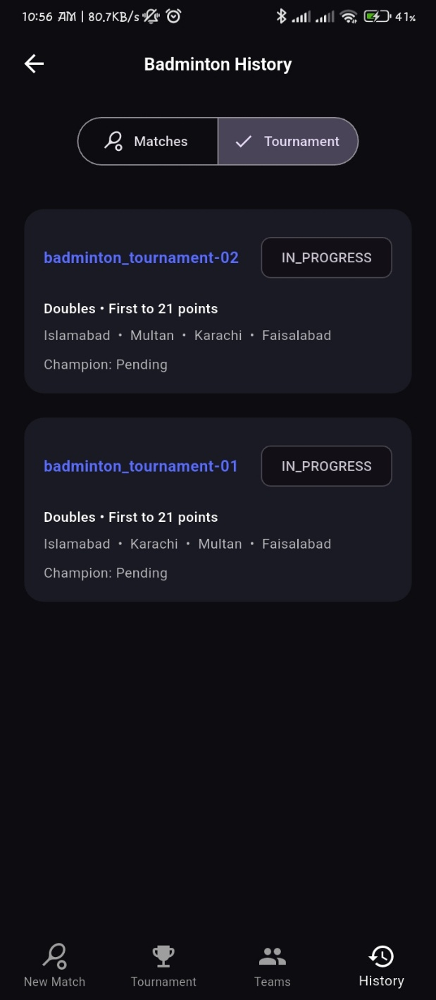 10:56 AM | 80.7KB/s
41%
Badminton History
Matches
Tournament
badminton_tournament-02
IN_PROGRESS
Doubles • First to 21 points
Islamabad • Multan • Karachi • Faisalabad
Champion: Pending
badminton_tournament-01
IN_PROGRESS
Doubles • First to 21 points
Islamabad • Karachi • Multan • Faisalabad
Champion: Pending
New Match
Tournament
Teams
History